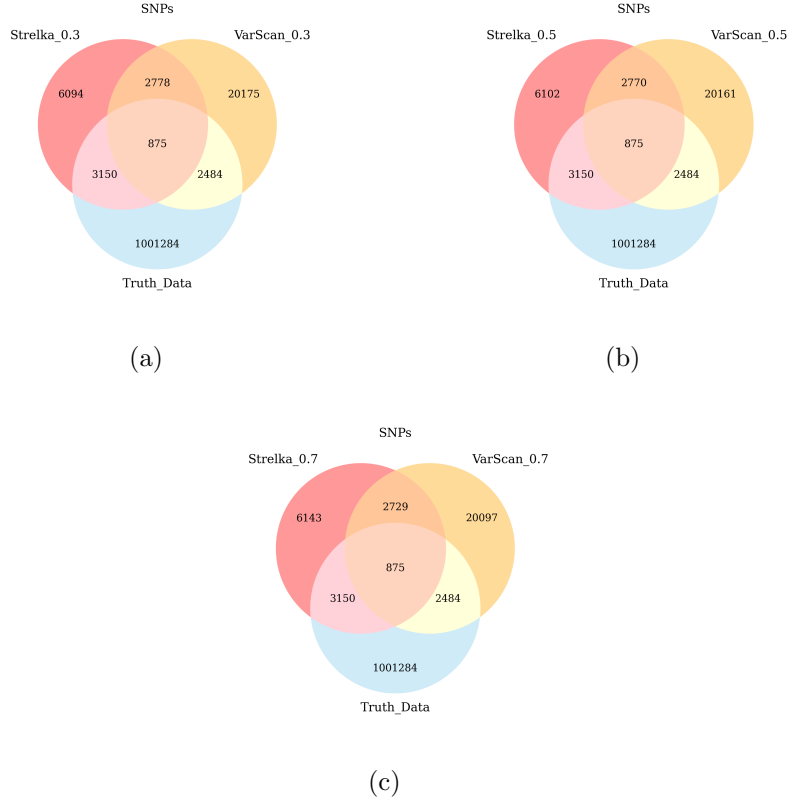 SNPs
Strelka_0.3
VarScan_0.3
2778
6094
20175
875
3150
2484
1001284
Truth_Data
(a)
SNPs
Strelka_0.5
VarScan_0.5
2770
6102
20161
875
3150
2484
1001284
Truth_Data
(b)
SNPs
Strelka_0.7
VarScan_0.7
2729
6143
20097
875
3150
2484
1001284
Truth_Data
(c)